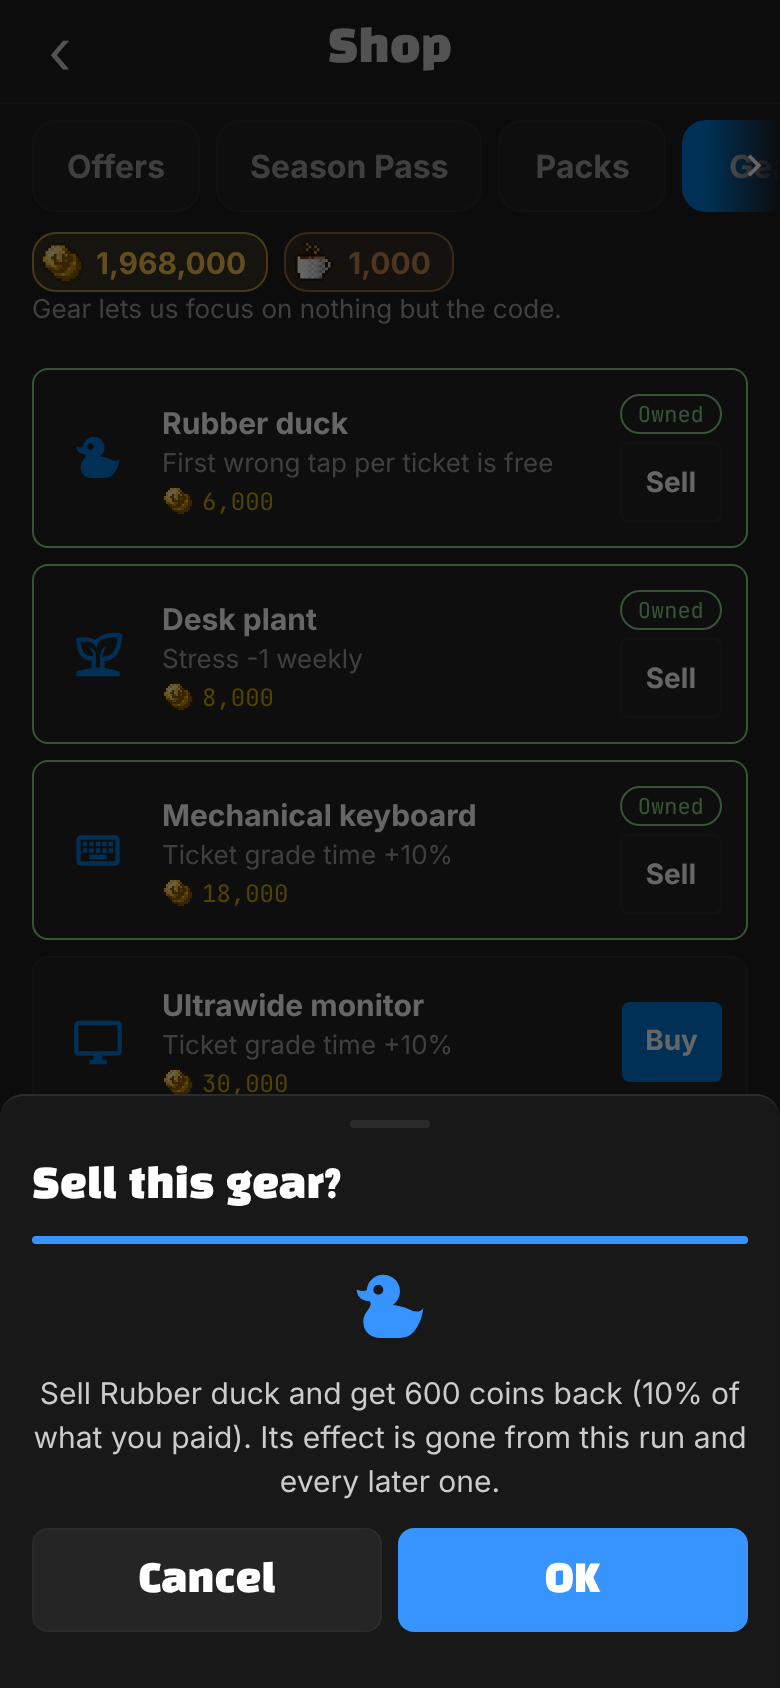 Shop
Offers
Season Pass
Packs
Ge
1,968,000
1,000
Gear lets us focus on nothing but the code.
Rubber duck
First wrong tap per ticket is free
6,000
Owned
Sell
Desk plant
Stress -1 weekly
8,000
Owned
Sell
Mechanical keyboard
Ticket grade time +10%
18,000
Owned
Sell
Ultrawide monitor
Ticket grade time +10%
30,000
Buy
Sell this gear?
Sell Rubber duck and get 600 coins back (10% of
what you paid). Its effect is gone from this run and
every later one.
Cancel
OK